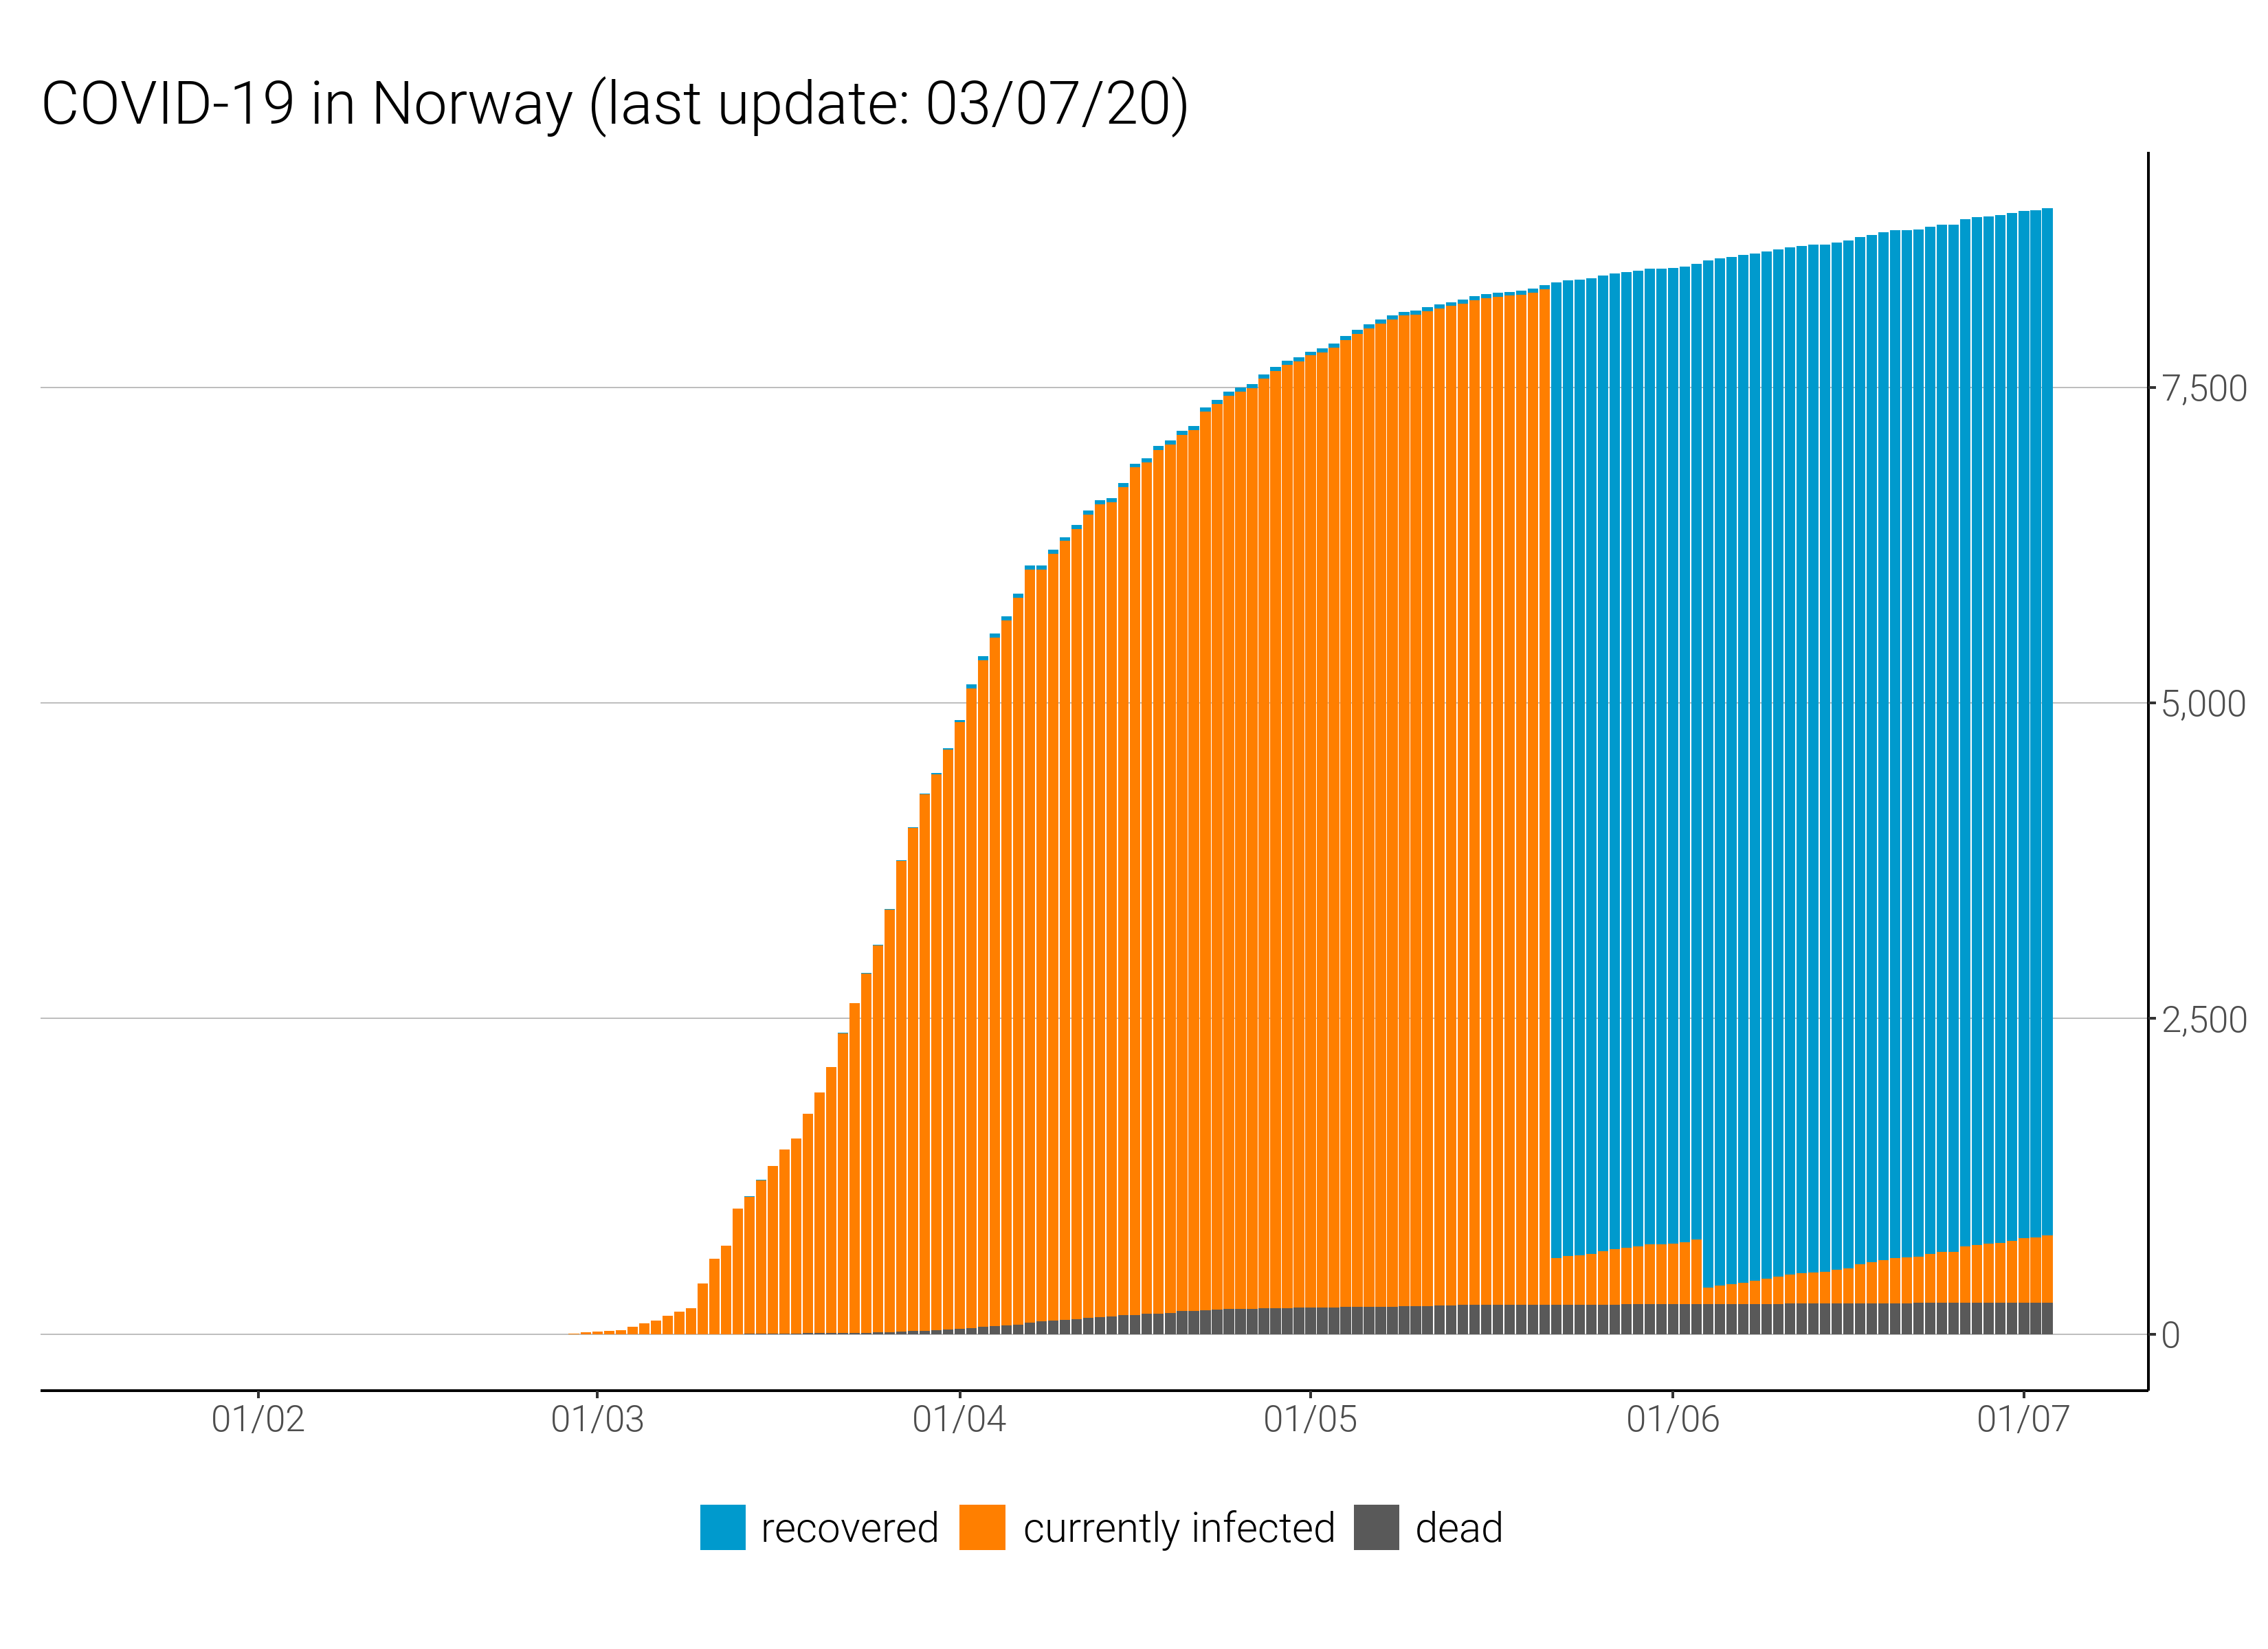 COVID-19 in Norway (last update: 03/07/20)
7,500
5,000
2,500
0
01/02 01/03 01/04 01/05 01/06 01/07
recovered currently infected dead